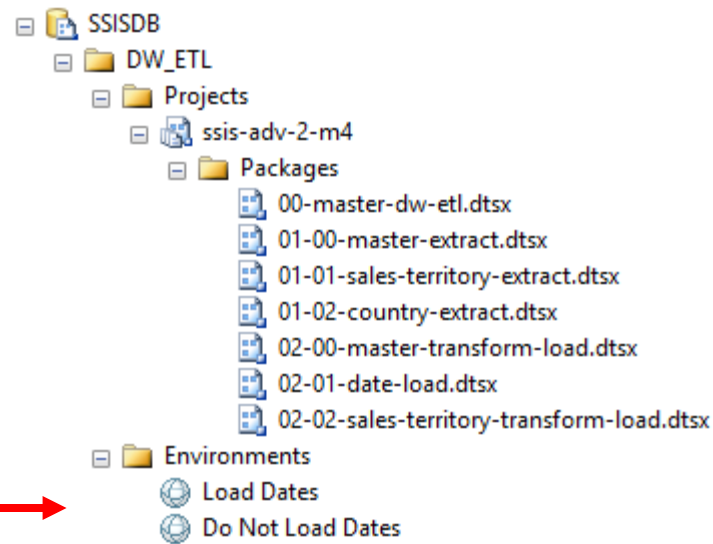 SSISDB
DW_ETL
Projects
ssis-adv-2-m4
Packages
00-master-dw-etl.dtsx
01-00-master-extract.dtsx
01-01-sales-territory-extract.dtsx
01-02-country-extract.dtsx
02-00-master-transform-load.dtsx
02-01-date-load.dtsx
02-02-sales-territory-transform-load.dtsx
Environments
Load Dates
Do Not Load Dates